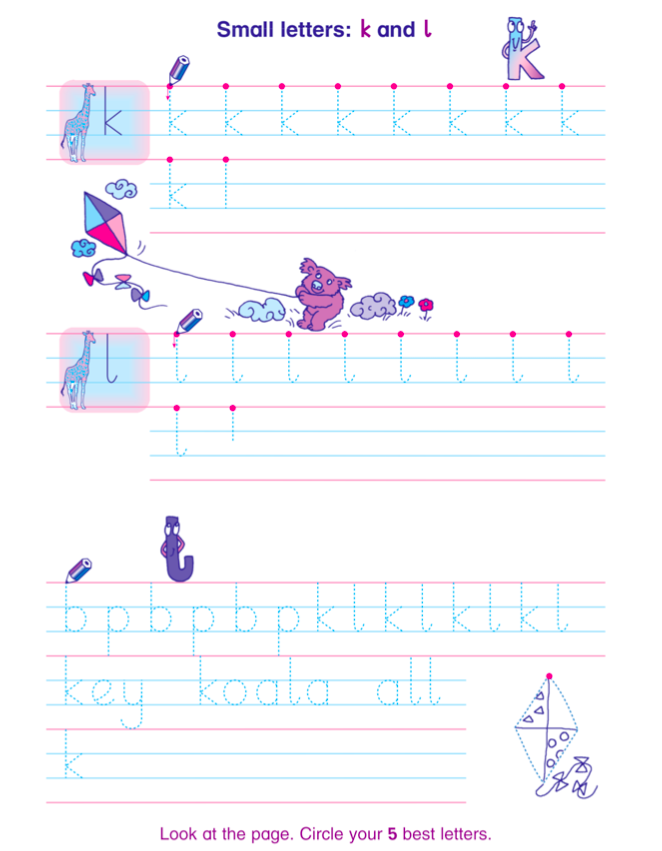 Small letters: k and l
k
k k k k k k k k
k l
l
l l l l l l l l
l l
b p b p b p k l k l k l k l
key koala all
k
Look at the page. Circle your 5 best letters.